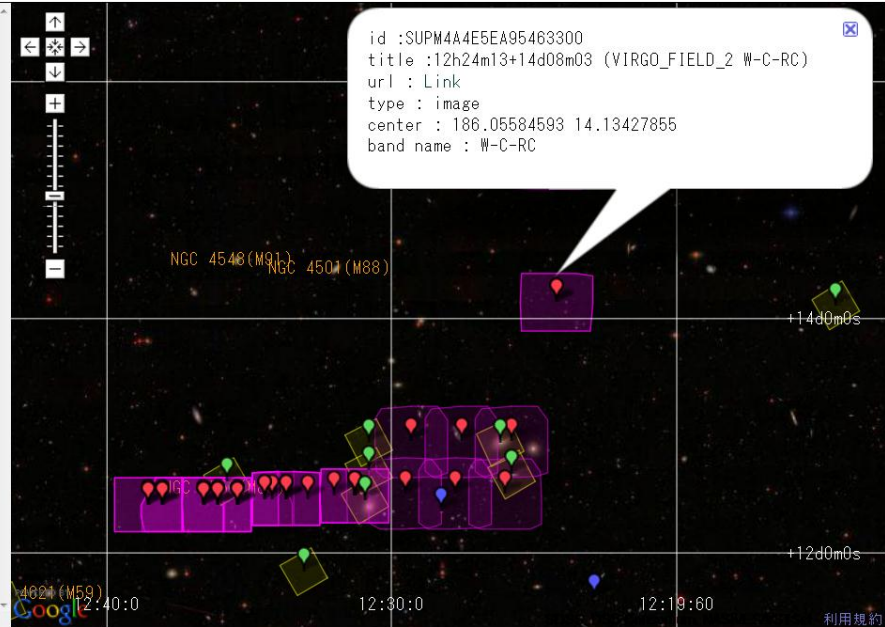 id :SUPM4A4E5EA95463300
title :12h24m13+14d08m03 (VIRGO_FIELD_2 W-C-RC)
url : Link
type : image
center : 186.05584593 14.13427855
band name : W-C-RC
NGC 4548(M91)
NGC 4501(M88)
+14d0m0s
NGC
+12d0m0s
4621(M59)
Google
12:40:0
12:30:0
12:19:60
利用規約